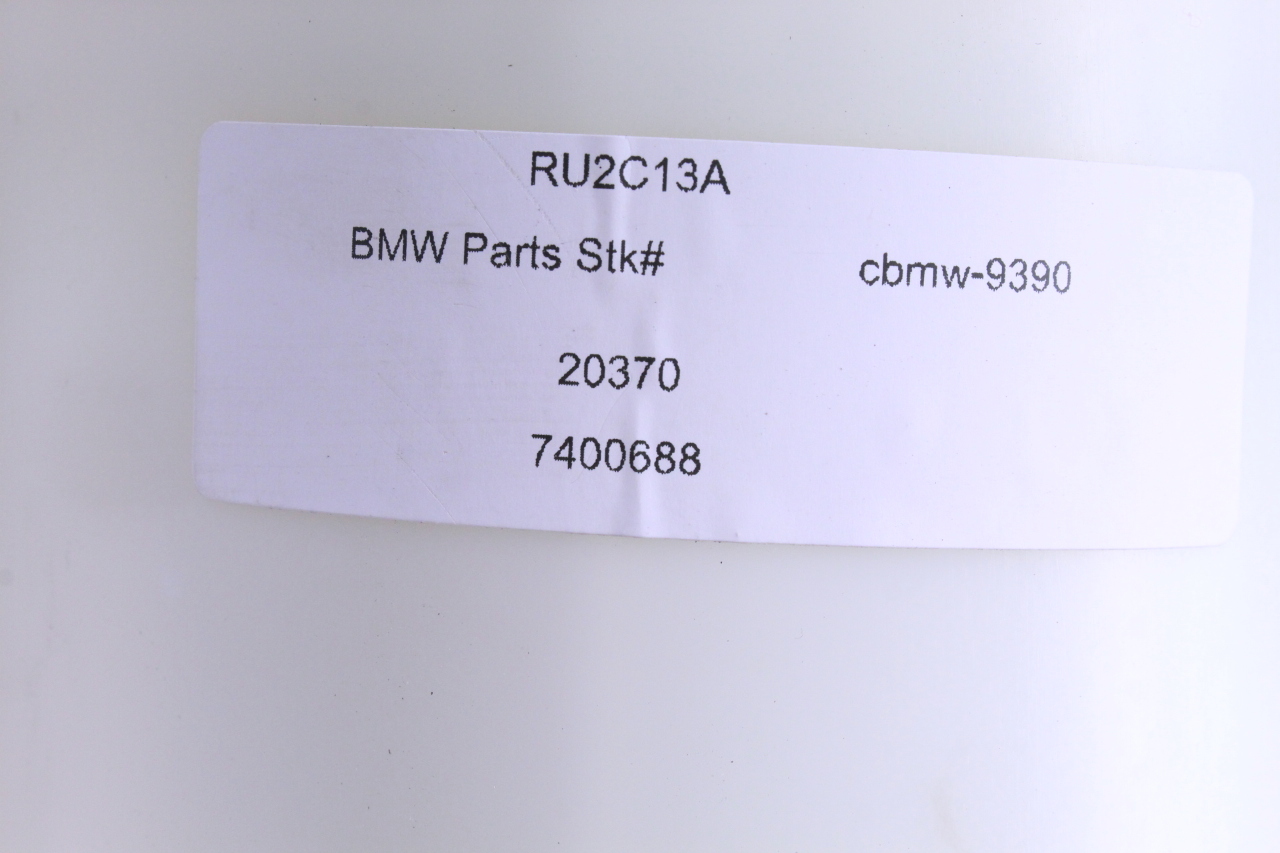 RU2C13A
BMW Parts Stk# cbmw-9390
20370
7400688